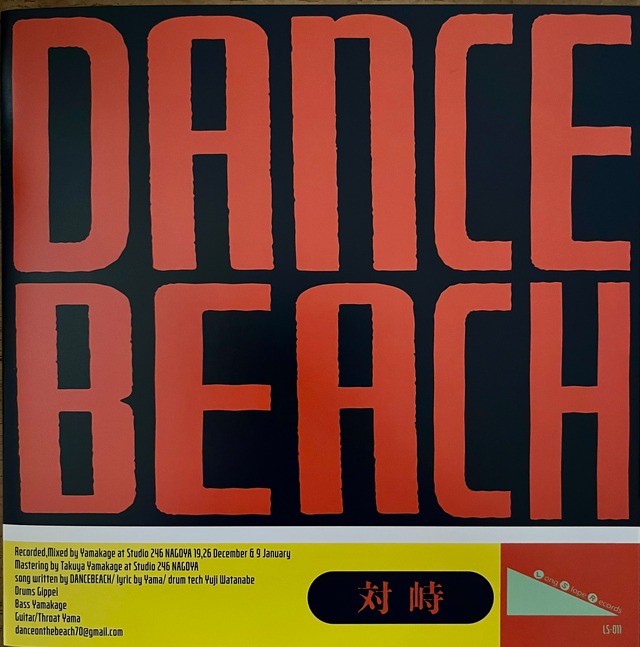 DANCE
BEACH
Recorded,Mixed by Yamakage at Studio 246 NAGOYA 19,26 December & 9 January
Mastering by Takuya Yamakage at Studio 246 NAGOYA
song written by DANCEBEACH/ lyric by Yama/ drum tech Yuji Watanabe
Drums Gippei
Bass Yamakage
Guitar/Throat Yama
danceonthebeach70@gmail.com
対峙
Long Slope Records
LS-011